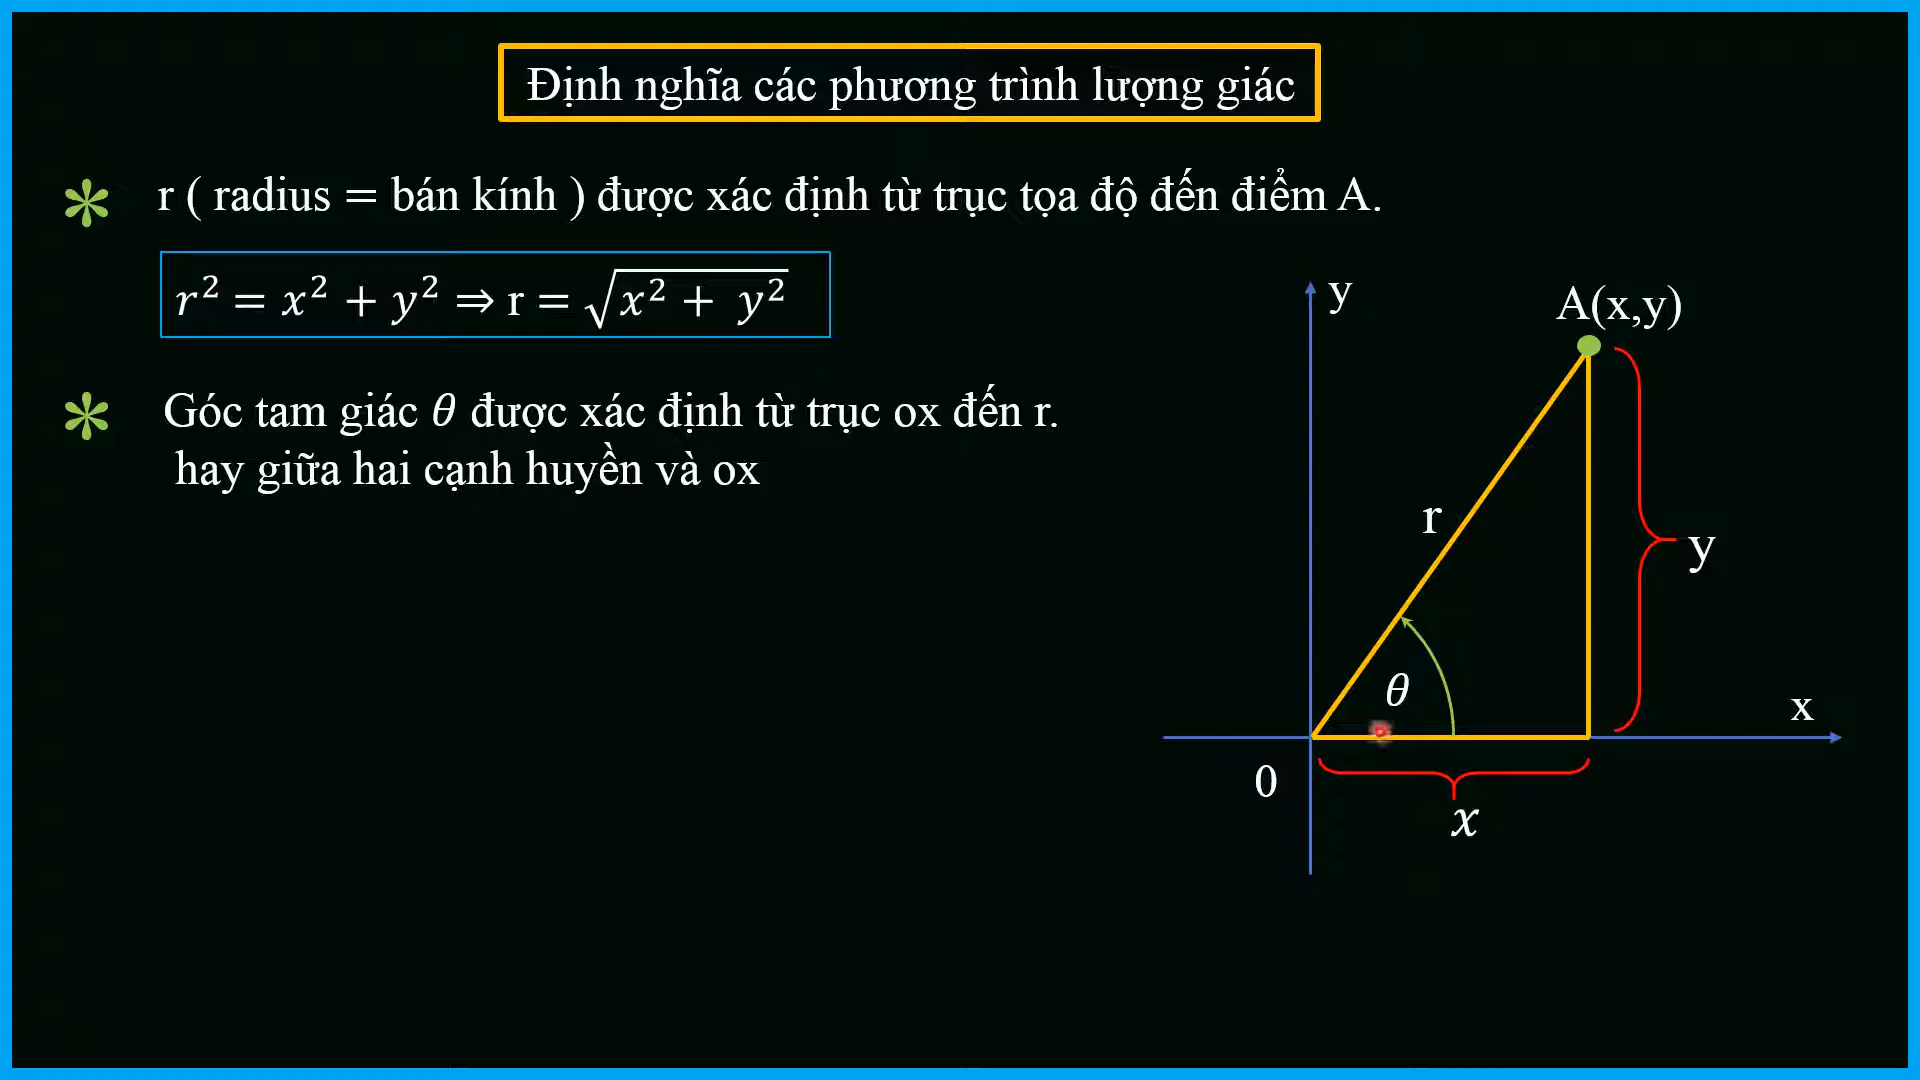 Định nghĩa các phương trình lượng giác
* r ( radius = bán kính ) được xác định từ trục tọa độ đến điểm A.
r² = x² + y² ⇒ r = √(x² + y²)
* Góc tam giác θ được xác định từ trục ox đến r.
hay giữa hai cạnh huyền và ox
y
A(x,y)
r
y
θ
x
0
x